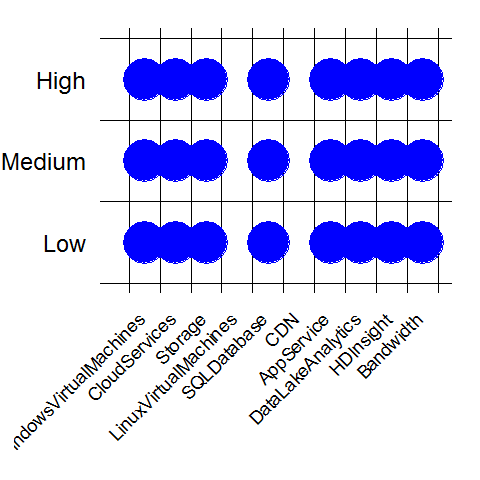 High
Medium
Low
ndowsVirtualMachines
CloudServices
Storage
LinuxVirtualMachines
SQLDatabase
CDN
AppService
DataLakeAnalytics
HDInsight
Bandwidth